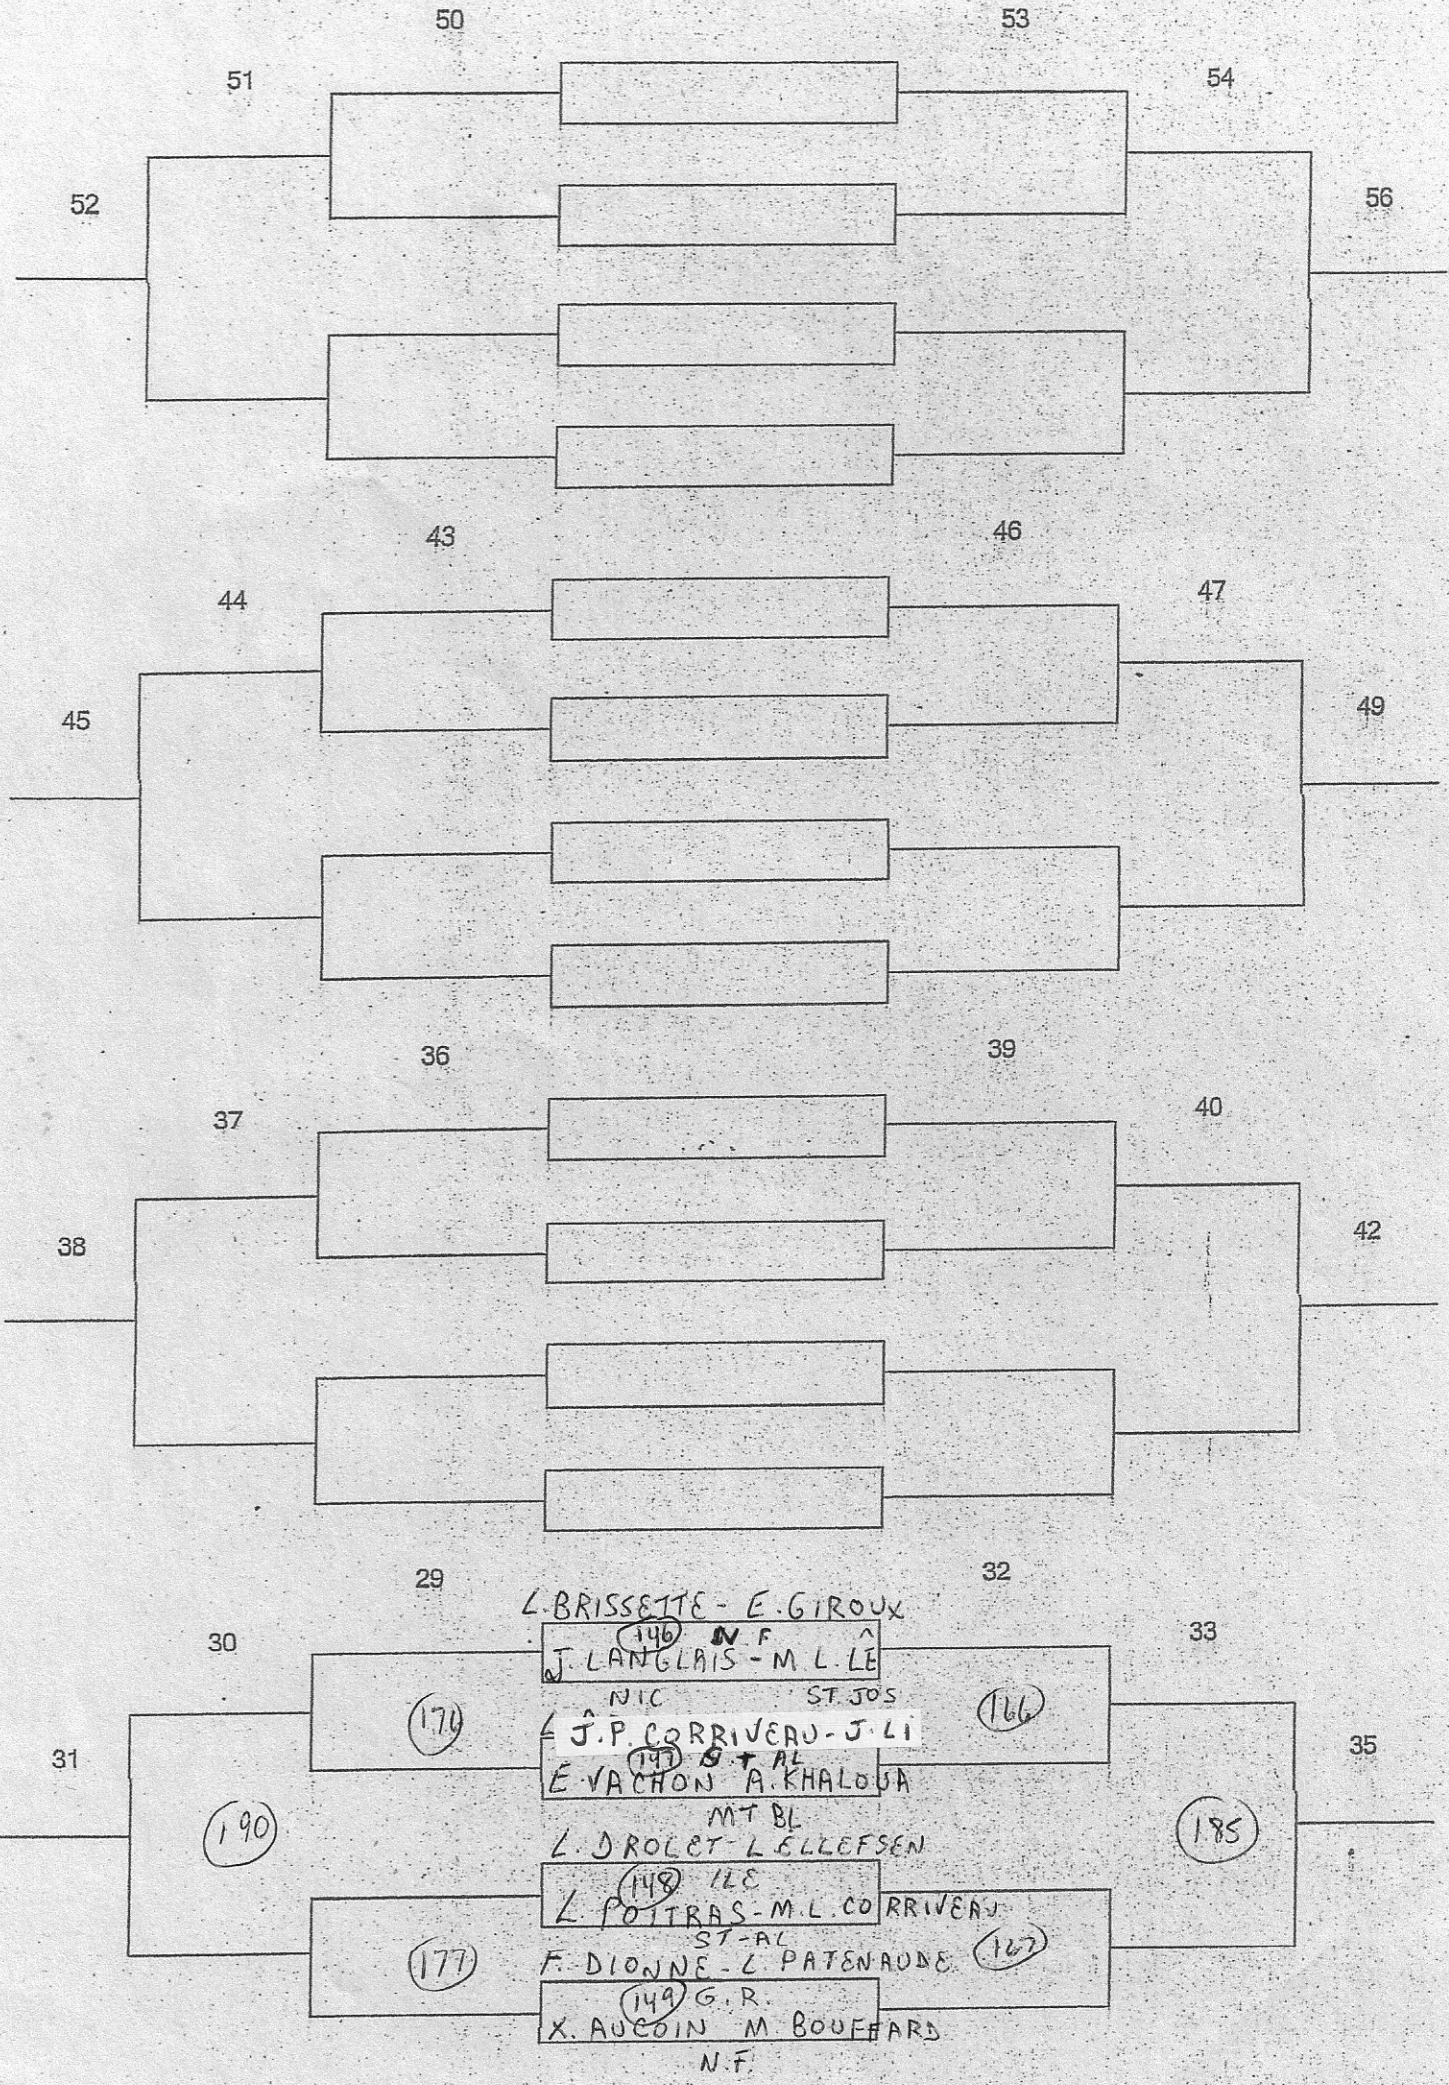 50 53
51 54
52 56
43 46
44 47
45 49
36 39
37 40
38 42
29 32
L. BRISSETTE - E. GIROUX
30 146 N F 33
J. LANGLAIS - M. L. LÊ
NIC ST JOS
176 166
J. P. CORRIVEAU - J. LI
31 147 St AL 35
E VACHON A. KHALOUA
MT BL
190 185
L. DROLET - L ELLEFSEN
148 ILE
L. POITRAS - M. L. CORRIVEAU
ST-AL
177 F. DIONNE - L. PATENAUDE 167
149 G. R.
X. AUCOIN M. BOUFFARD
N.F.